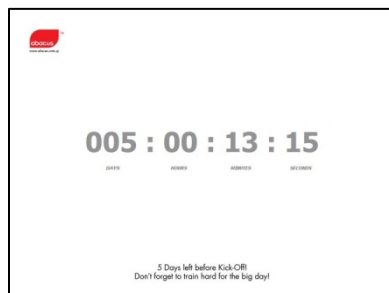 abacus
005 : 00 : 13 : 15
DAYS HOURS MINUTES SECONDS
5 Days left before Kick-Off!
Don't forget to train hard for the big day!